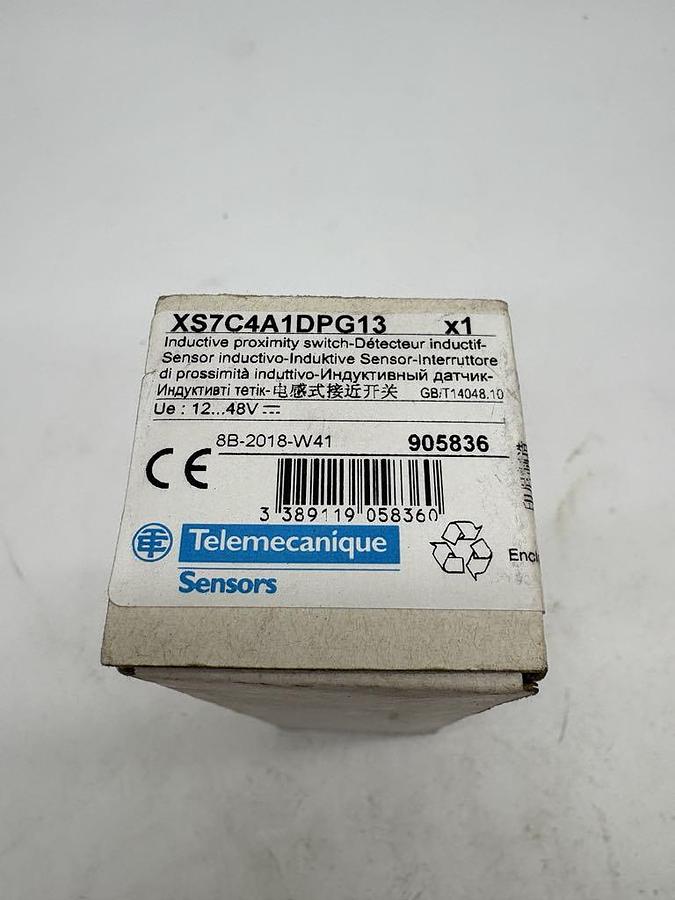 XS7C4A1DPG13 x1
Inductive proximity switch-Détecteur inductif-
Sensor inductivo-Induktive Sensor-Interruttore
di prossimità induttivo-Индуктивный датчик-
Индуктивті тетік-电感式接近开关 GB/T14048.10
Ue : 12...48V ⎓
8B-2018-W41 905836
CE
3 389119 058360
Telemecanique
Sensors